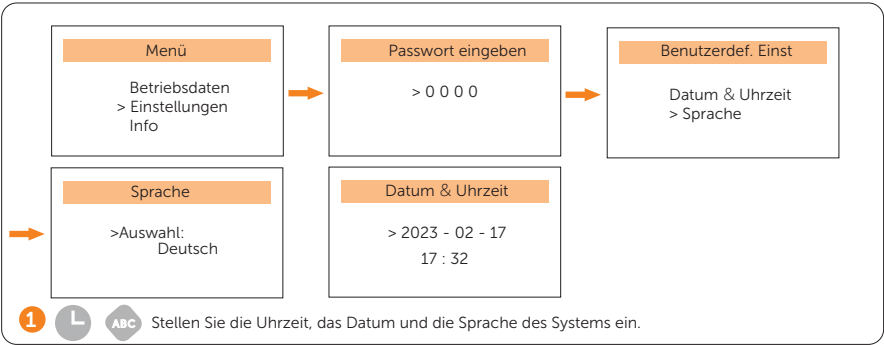 Menü
Betriebsdaten
> Einstellungen
Info
Passwort eingeben
> 0 0 0 0
Benutzerdef. Einst
Datum & Uhrzeit
> Sprache
Sprache
>Auswahl:
Deutsch
Datum & Uhrzeit
> 2023 - 02 - 17
17 : 32
1 ABC Stellen Sie die Uhrzeit, das Datum und die Sprache des Systems ein.